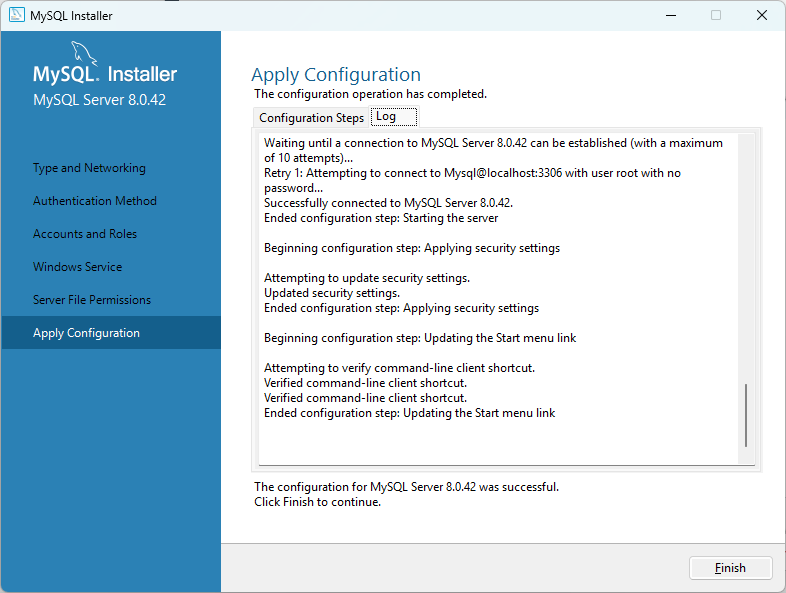 MySQL Installer
MySQL. Installer
MySQL Server 8.0.42
Type and Networking
Authentication Method
Accounts and Roles
Windows Service
Server File Permissions
Apply Configuration
Apply Configuration
The configuration operation has completed.
Configuration Steps
Log
Waiting until a connection to MySQL Server 8.0.42 can be established (with a maximum
of 10 attempts)...
Retry 1: Attempting to connect to Mysql@localhost:3306 with user root with no
password...
Successfully connected to MySQL Server 8.0.42.
Ended configuration step: Starting the server
Beginning configuration step: Applying security settings
Attempting to update security settings.
Updated security settings.
Ended configuration step: Applying security settings
Beginning configuration step: Updating the Start menu link
Attempting to verify command-line client shortcut.
Verified command-line client shortcut.
Verified command-line client shortcut.
Ended configuration step: Updating the Start menu link
The configuration for MySQL Server 8.0.42 was successful.
Click Finish to continue.
Finish